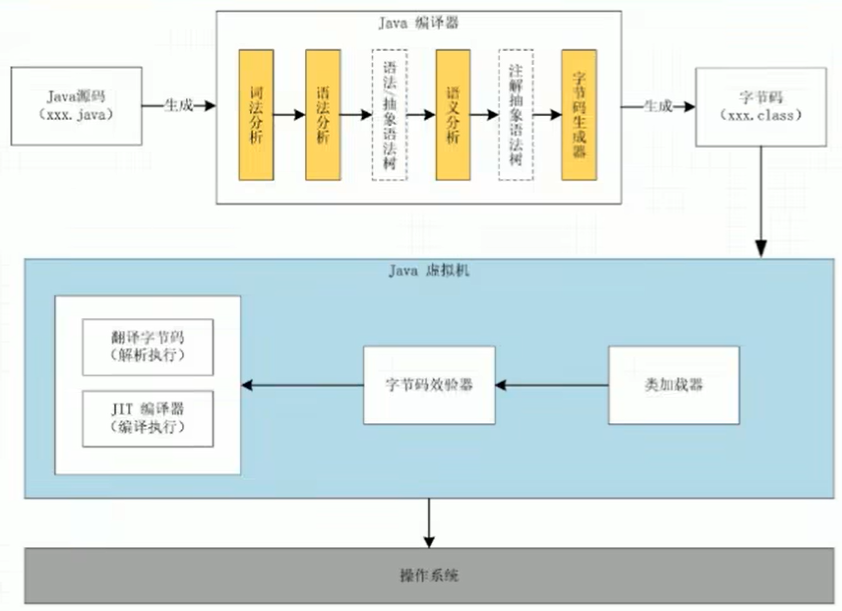 Java 编译器
Java源码
（xxx.java）
生成
词法分析
语法分析
语法/抽象语法树
语义分析
注解抽象语法树
字节码生成器
生成
字节码
（xxx.class）
Java 虚拟机
翻译字节码
（解析执行）
JIT 编译器
（编译执行）
字节码效验器
类加载器
操作系统